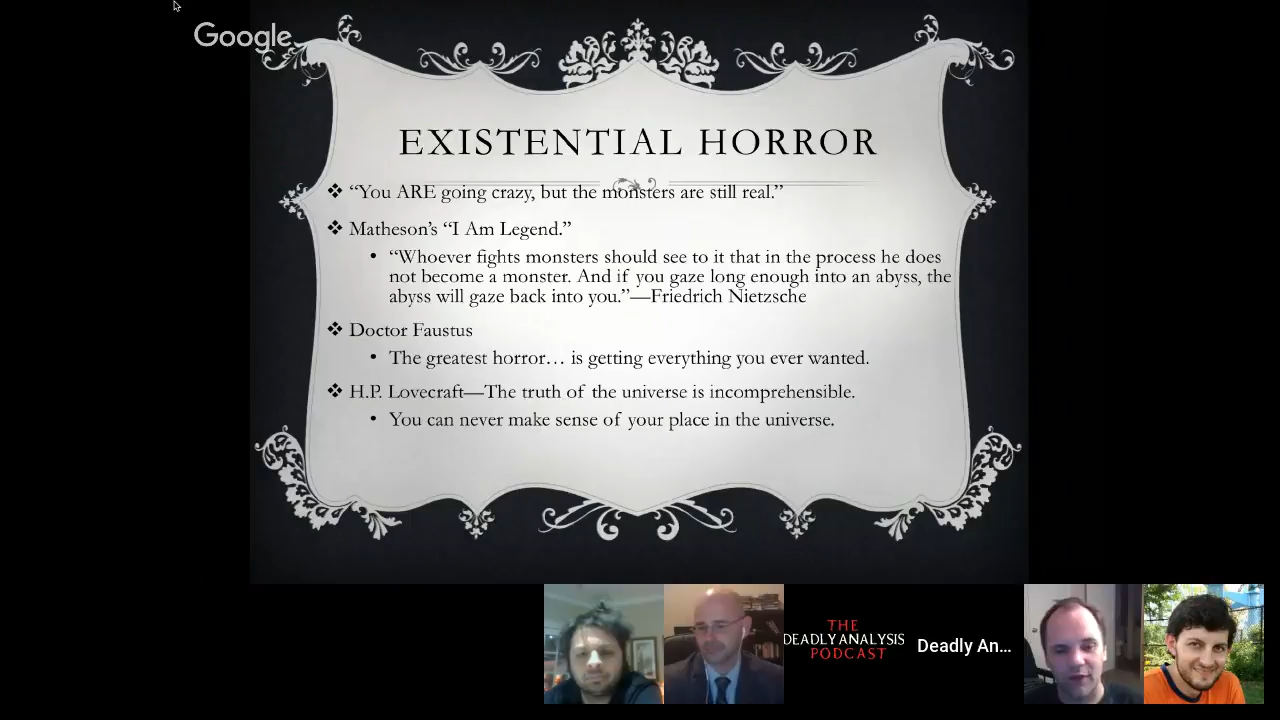 Google
EXISTENTIAL HORROR
❖ “You ARE going crazy, but the monsters are still real.”
❖ Matheson’s “I Am Legend.”
• “Whoever fights monsters should see to it that in the process he does
not become a monster. And if you gaze long enough into an abyss, the
abyss will gaze back into you.”—Friedrich Nietzsche
❖ Doctor Faustus
• The greatest horror… is getting everything you ever wanted.
❖ H.P. Lovecraft—The truth of the universe is incomprehensible.
• You can never make sense of your place in the universe.
THE
DEADLY ANALYSIS
PODCAST
Deadly An...